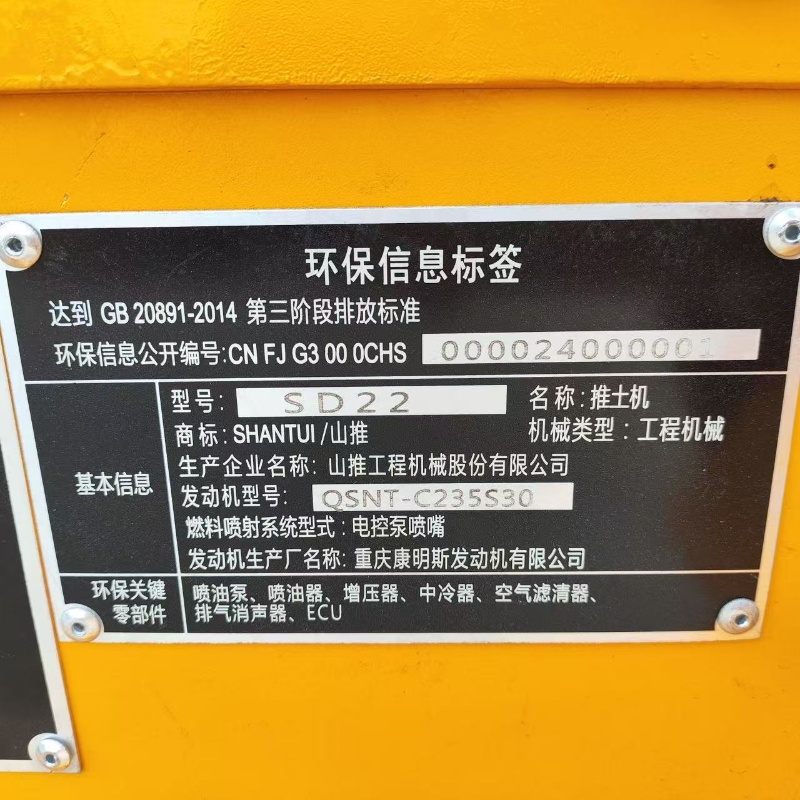 环保信息标签
达到 GB 20891-2014 第三阶段排放标准
环保信息公开编号:CN FJ G3 00 0CHS 000024000001
基本信息
型号: SD22 名称:推土机
商标: SHANTUI/山推 机械类型:工程机械
生产企业名称: 山推工程机械股份有限公司
发动机型号: QSNT-C235S30
燃料喷射系统型式:电控泵喷嘴
发动机生产厂名称: 重庆康明斯发动机有限公司
环保关键
零部件
喷油泵、喷油器、增压器、中冷器、空气滤清器、
排气消声器、ECU